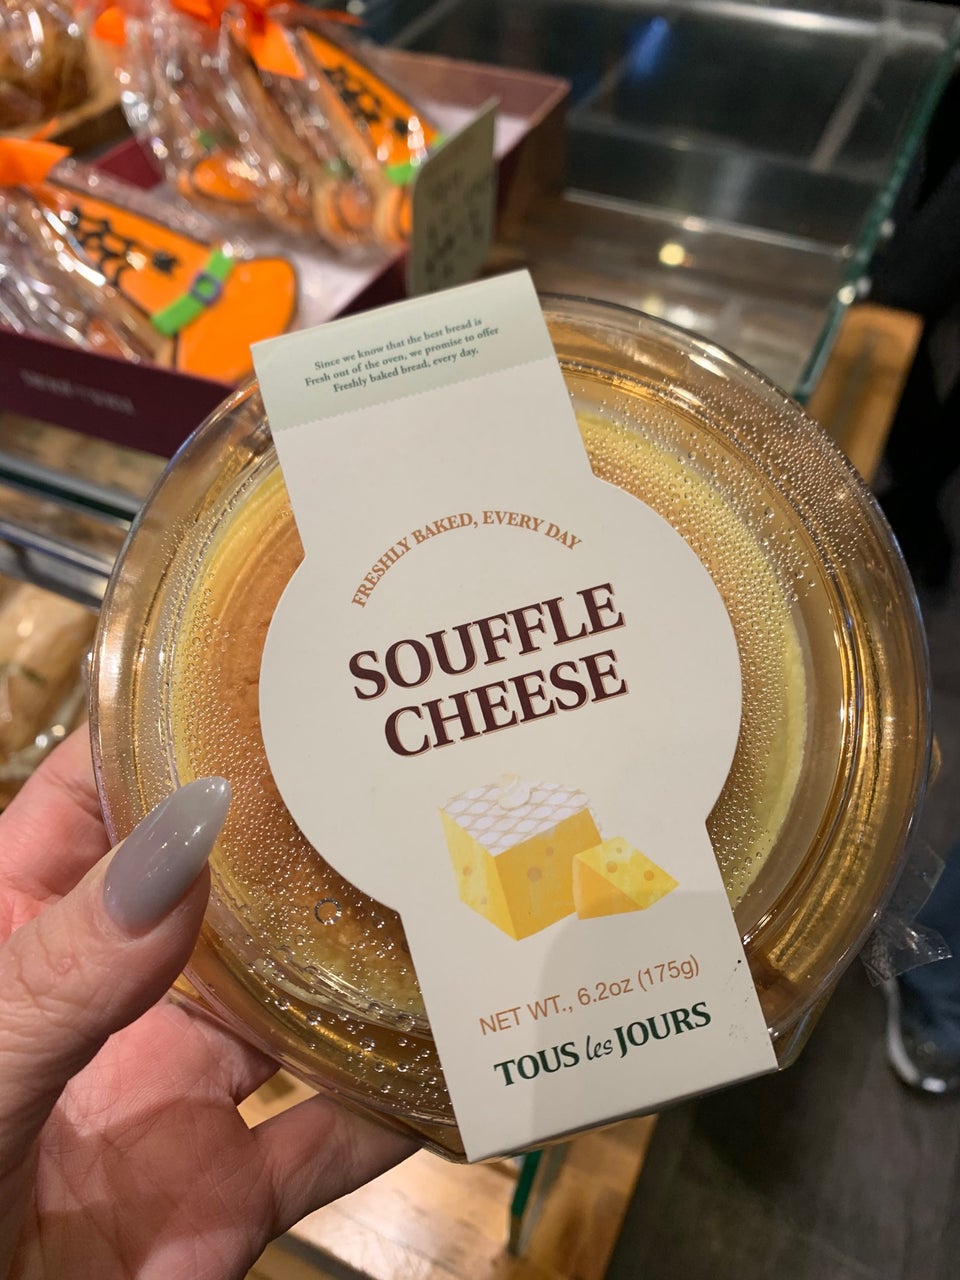 Since we know that the best bread is
Fresh out of the oven, we promise to offer
Freshly baked bread, every day.
FRESHLY BAKED, EVERY DAY
SOUFFLE
CHEESE
NET WT., 6.2oz (175g)
TOUS les JOURS